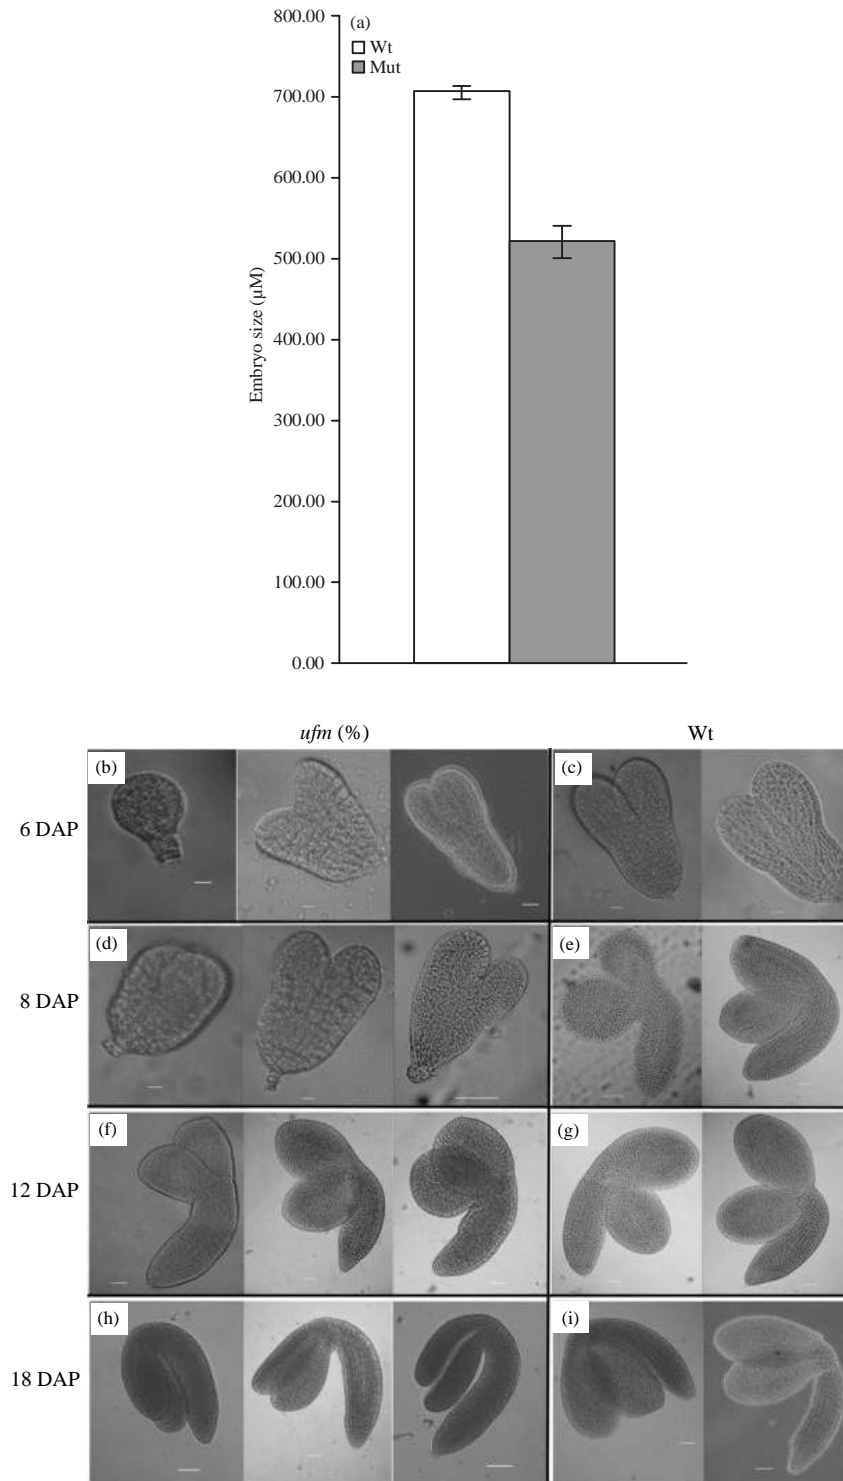 (a)
Wt
Mut
800.00
700.00
600.00
500.00
400.00
300.00
200.00
100.00
0.00
Embryo size (µM)
ufm (%)
Wt
6 DAP
(b)
(c)
8 DAP
(d)
(e)
12 DAP
(f)
(g)
18 DAP
(h)
(i)